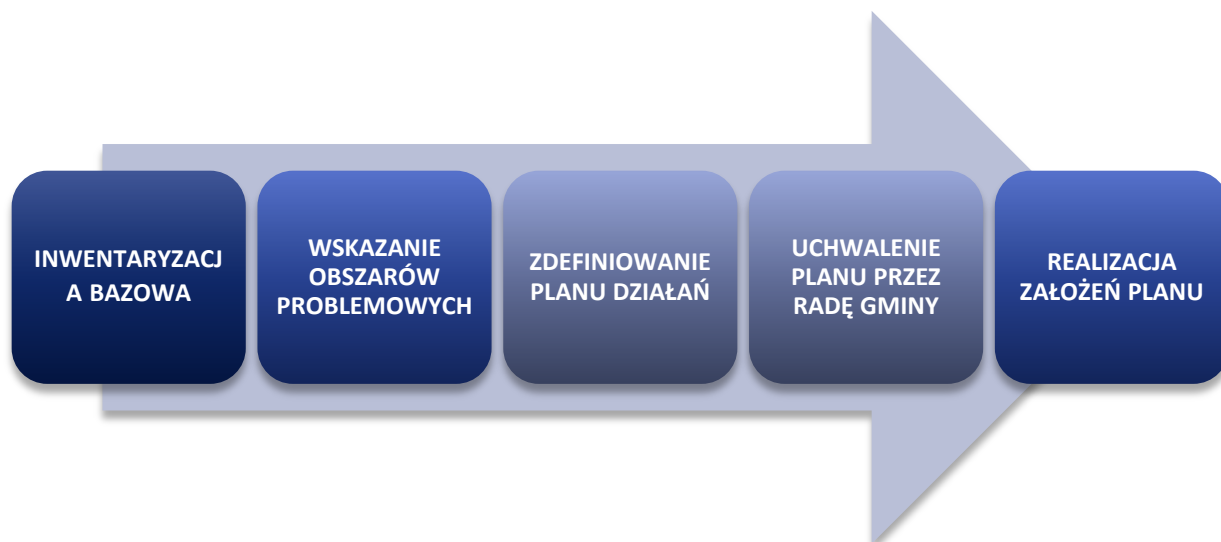 INWENTARYZACJ
A BAZOWA
WSKAZANIE
OBSZARÓW
PROBLEMOWYCH
ZDEFINIOWANIE
PLANU DZIAŁAŃ
UCHWALENIE
PLANU PRZEZ
RADĘ GMINY
REALIZACJA
ZAŁOŻEŃ PLANU